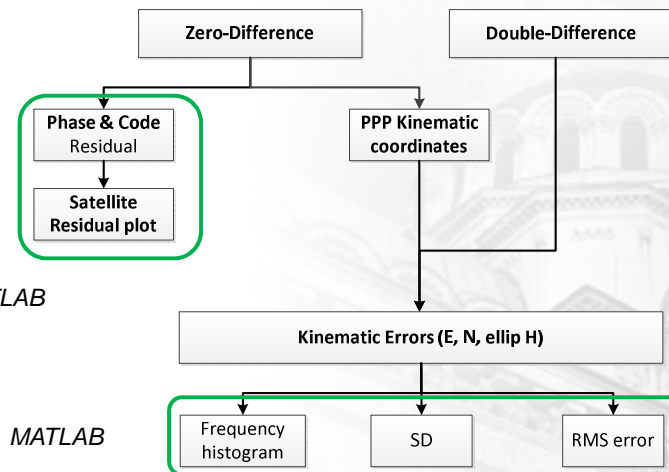 Zero-Difference
Double-Difference
Phase & Code
Residual
PPP Kinematic
coordinates
Satellite
Residual plot
TLAB
Kinematic Errors (E, N, ellip H)
MATLAB
Frequency
histogram
SD
RMS error